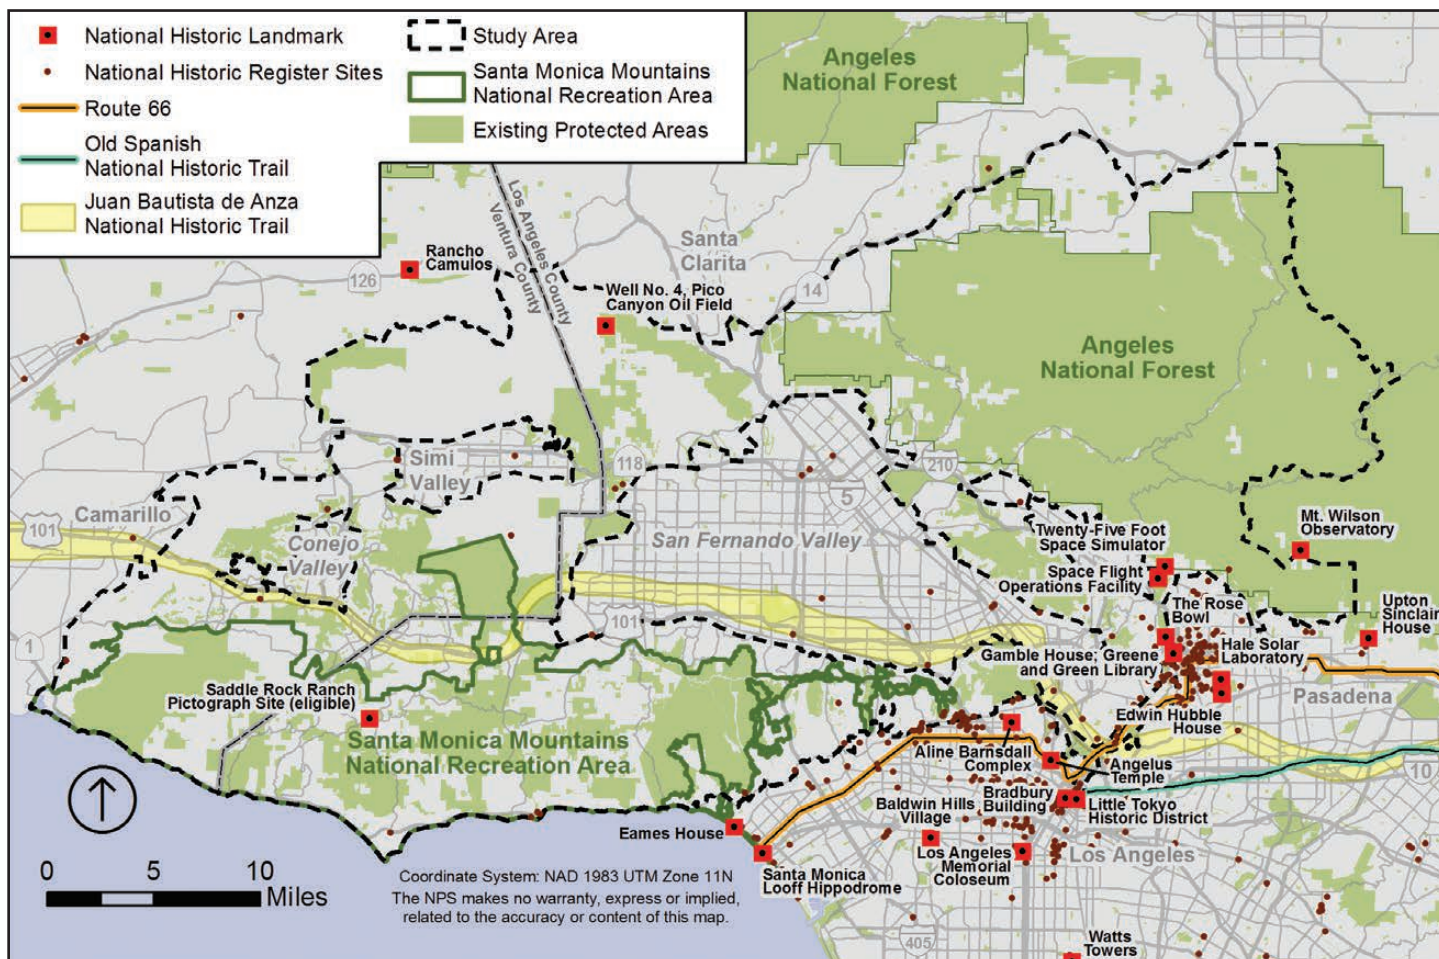 National Historic Landmark
National Historic Register Sites
Route 66
Old Spanish
National Historic Trail
Juan Bautista de Anza
National Historic Trail
Study Area
Santa Monica Mountains
National Recreation Area
Existing Protected Areas
Angeles
National Forest
Los Angeles County
Ventura County
Santa
Clarita
Rancho
Camulos
126
14
Well No. 4, Pico
Canyon Oil Field
Angeles
National Forest
Simi
Valley
118
210
5
Camarillo
101
Conejo
Valley
San Fernando Valley
Twenty-Five Foot
Space Simulator
Mt. Wilson
Observatory
Space Flight
Operations Facility
The Rose
Bowl
Upton
Sinclair
House
1
101
Gamble House; Greene
and Green Library
Hale Solar
Laboratory
Pasadena
Saddle Rock Ranch
Pictograph Site (eligible)
Santa Monica Mountains
National Recreation Area
Edwin Hubble
House
Aline Barnsdall
Complex
Angelus
Temple
10
Bradbury
Building
Little Tokyo
Historic District
Baldwin Hills
Village
Eames House
Los Angeles
Memorial
Coloseum
Los Angeles
Santa Monica
Looff Hippodrome
0 5 10
Miles
Coordinate System: NAD 1983 UTM Zone 11N
The NPS makes no warranty, express or implied,
related to the accuracy or content of this map.
405
Watts
Towers